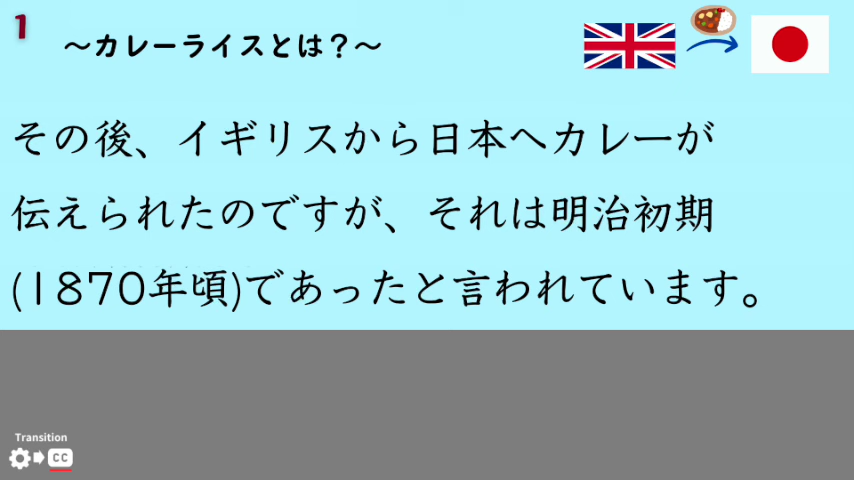 1
～カレーライスとは？～
その後、イギリスから日本へカレーが
伝えられたのですが、それは明治初期
(1870年頃)であったと言われています。
Transition
CC